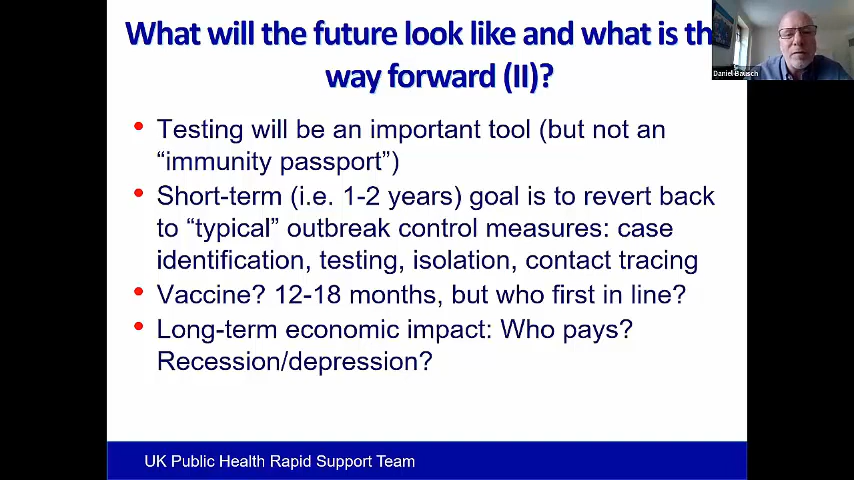 What will the future look like and what is th
way forward (II)?
Daniel Bausch
• Testing will be an important tool (but not an
“immunity passport”)
• Short-term (i.e. 1-2 years) goal is to revert back
to “typical” outbreak control measures: case
identification, testing, isolation, contact tracing
• Vaccine? 12-18 months, but who first in line?
• Long-term economic impact: Who pays?
Recession/depression?
UK Public Health Rapid Support Team